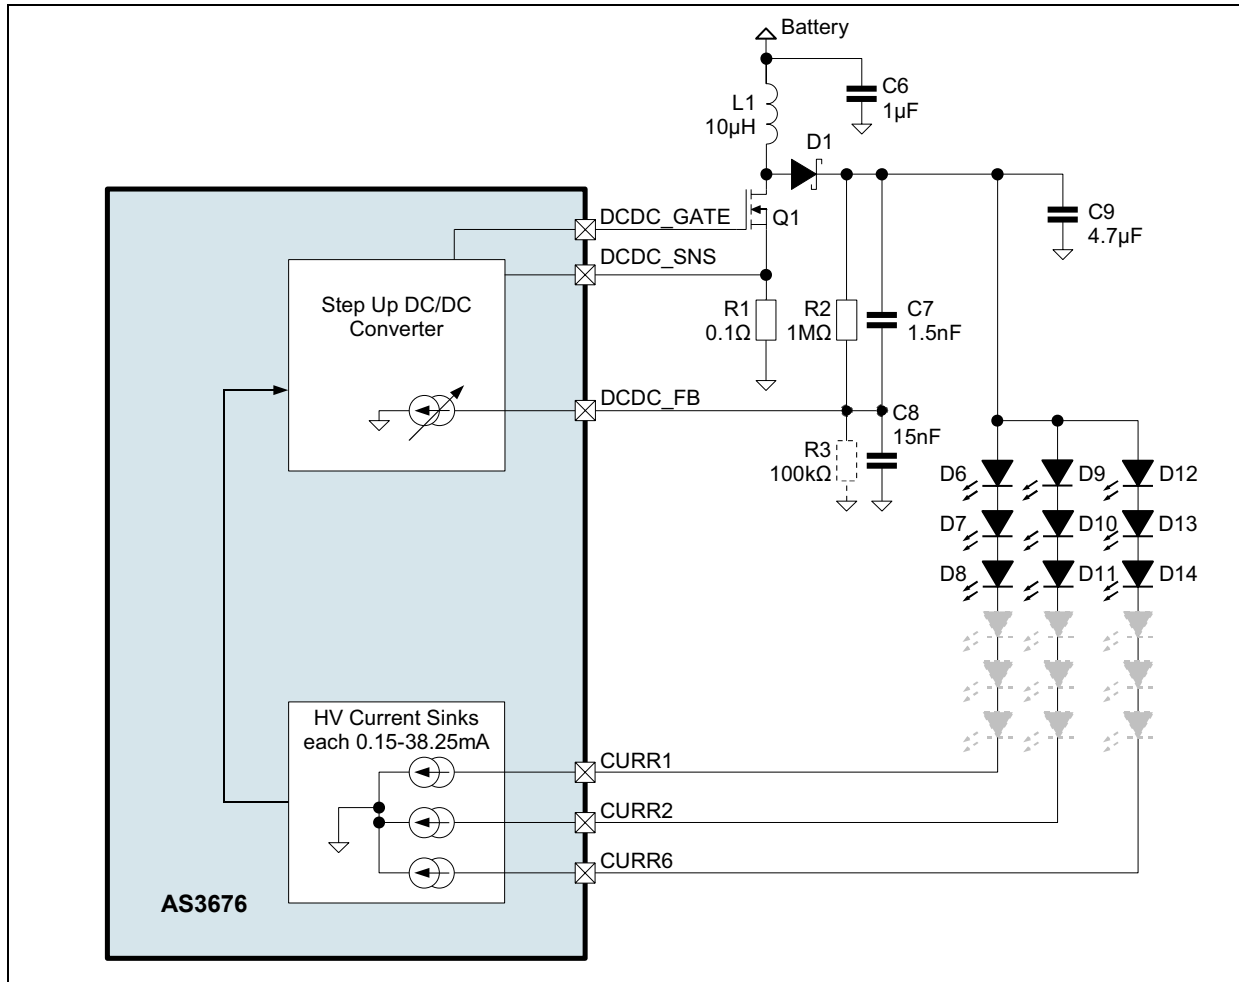 Battery
C6
1µF
L1
10µH
D1
DCDC_GATE
Q1
C9
4.7µF
DCDC_SNS
Step Up DC/DC
Converter
R1
0.1Ω
R2
1MΩ
C7
1.5nF
DCDC_FB
C8
15nF
R3
100kΩ
D6
D9
D12
D7
D10
D13
D8
D11
D14
HV Current Sinks
each 0.15-38.25mA
CURR1
CURR2
CURR6
AS3676